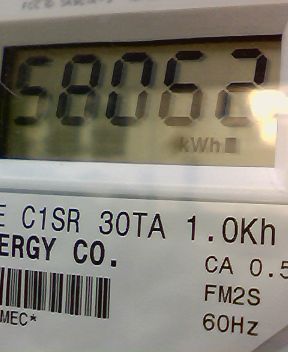 58062
kWh
E C1SR 30TA 1.0Kh
ERGY CO.
CA 0.5
FM2S
MEC*
60Hz